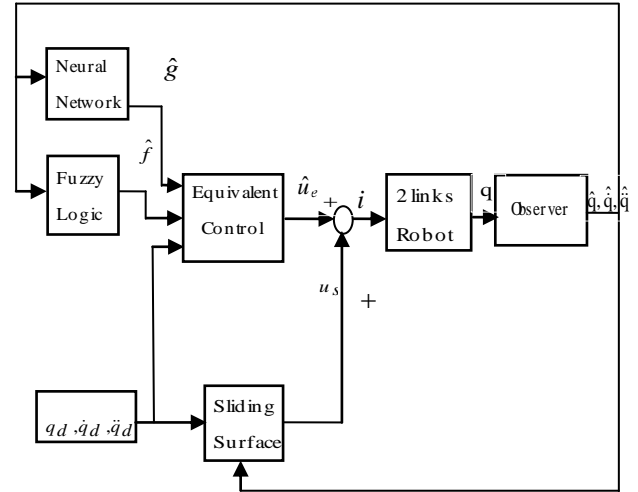 Neural
Network
ĝ
f̂
Fuzzy
Logic
Equivalent
Control
û_e
+
i
2 links
Robot
q
Observer
q̂, q̂̇, q̂̈
u_s
+
q_d , q̇_d , q̈_d
Sliding
Surface